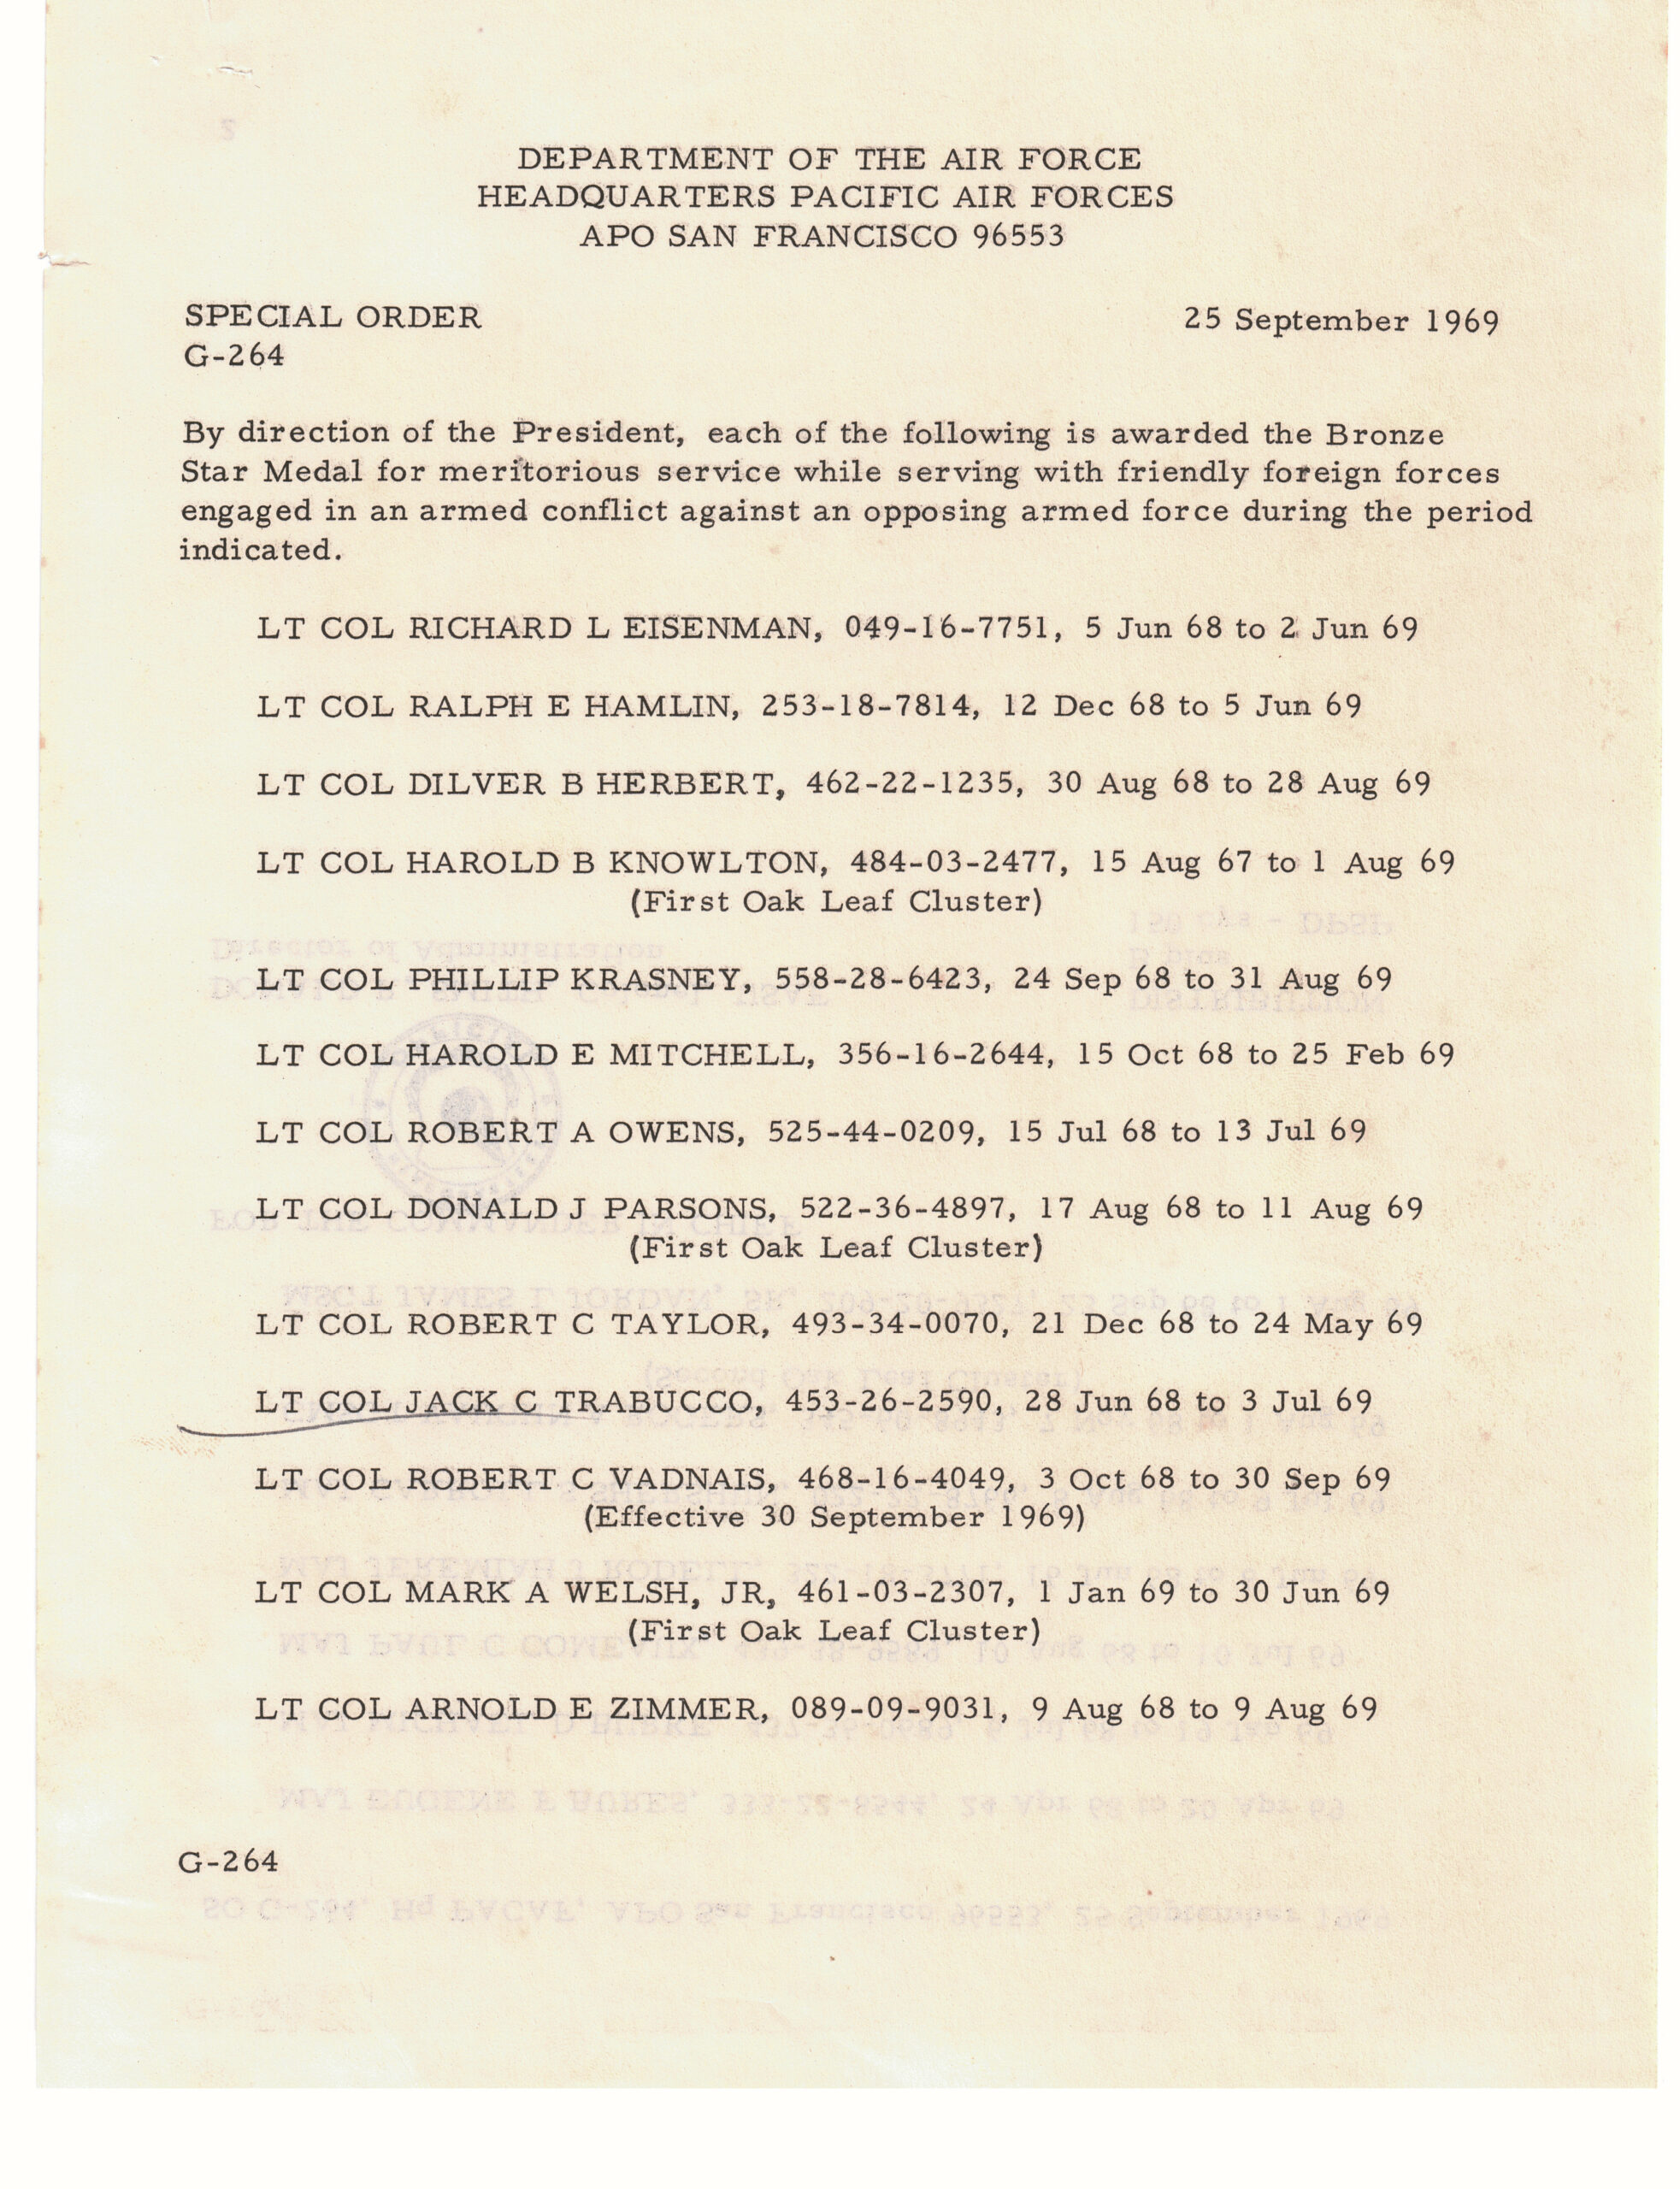 DEPARTMENT OF THE AIR FORCE
HEADQUARTERS PACIFIC AIR FORCES
APO SAN FRANCISCO 96553
SPECIAL ORDER 25 September 1969
G-264
By direction of the President, each of the following is awarded the Bronze
Star Medal for meritorious service while serving with friendly foreign forces
engaged in an armed conflict against an opposing armed force during the period
indicated.
LT COL RICHARD L EISENMAN, 049-16-7751, 5 Jun 68 to 2 Jun 69
LT COL RALPH E HAMLIN, 253-18-7814, 12 Dec 68 to 5 Jun 69
LT COL DILVER B HERBERT, 462-22-1235, 30 Aug 68 to 28 Aug 69
LT COL HAROLD B KNOWLTON, 484-03-2477, 15 Aug 67 to 1 Aug 69
(First Oak Leaf Cluster)
LT COL PHILLIP KRASNEY, 558-28-6423, 24 Sep 68 to 31 Aug 69
LT COL HAROLD E MITCHELL, 356-16-2644, 15 Oct 68 to 25 Feb 69
LT COL ROBERT A OWENS, 525-44-0209, 15 Jul 68 to 13 Jul 69
LT COL DONALD J PARSONS, 522-36-4897, 17 Aug 68 to 11 Aug 69
(First Oak Leaf Cluster)
LT COL ROBERT C TAYLOR, 493-34-0070, 21 Dec 68 to 24 May 69
LT COL JACK C TRABUCCO, 453-26-2590, 28 Jun 68 to 3 Jul 69
LT COL ROBERT C VADNAIS, 468-16-4049, 3 Oct 68 to 30 Sep 69
(Effective 30 September 1969)
LT COL MARK A WELSH, JR, 461-03-2307, 1 Jan 69 to 30 Jun 69
(First Oak Leaf Cluster)
LT COL ARNOLD E ZIMMER, 089-09-9031, 9 Aug 68 to 9 Aug 69
G-264